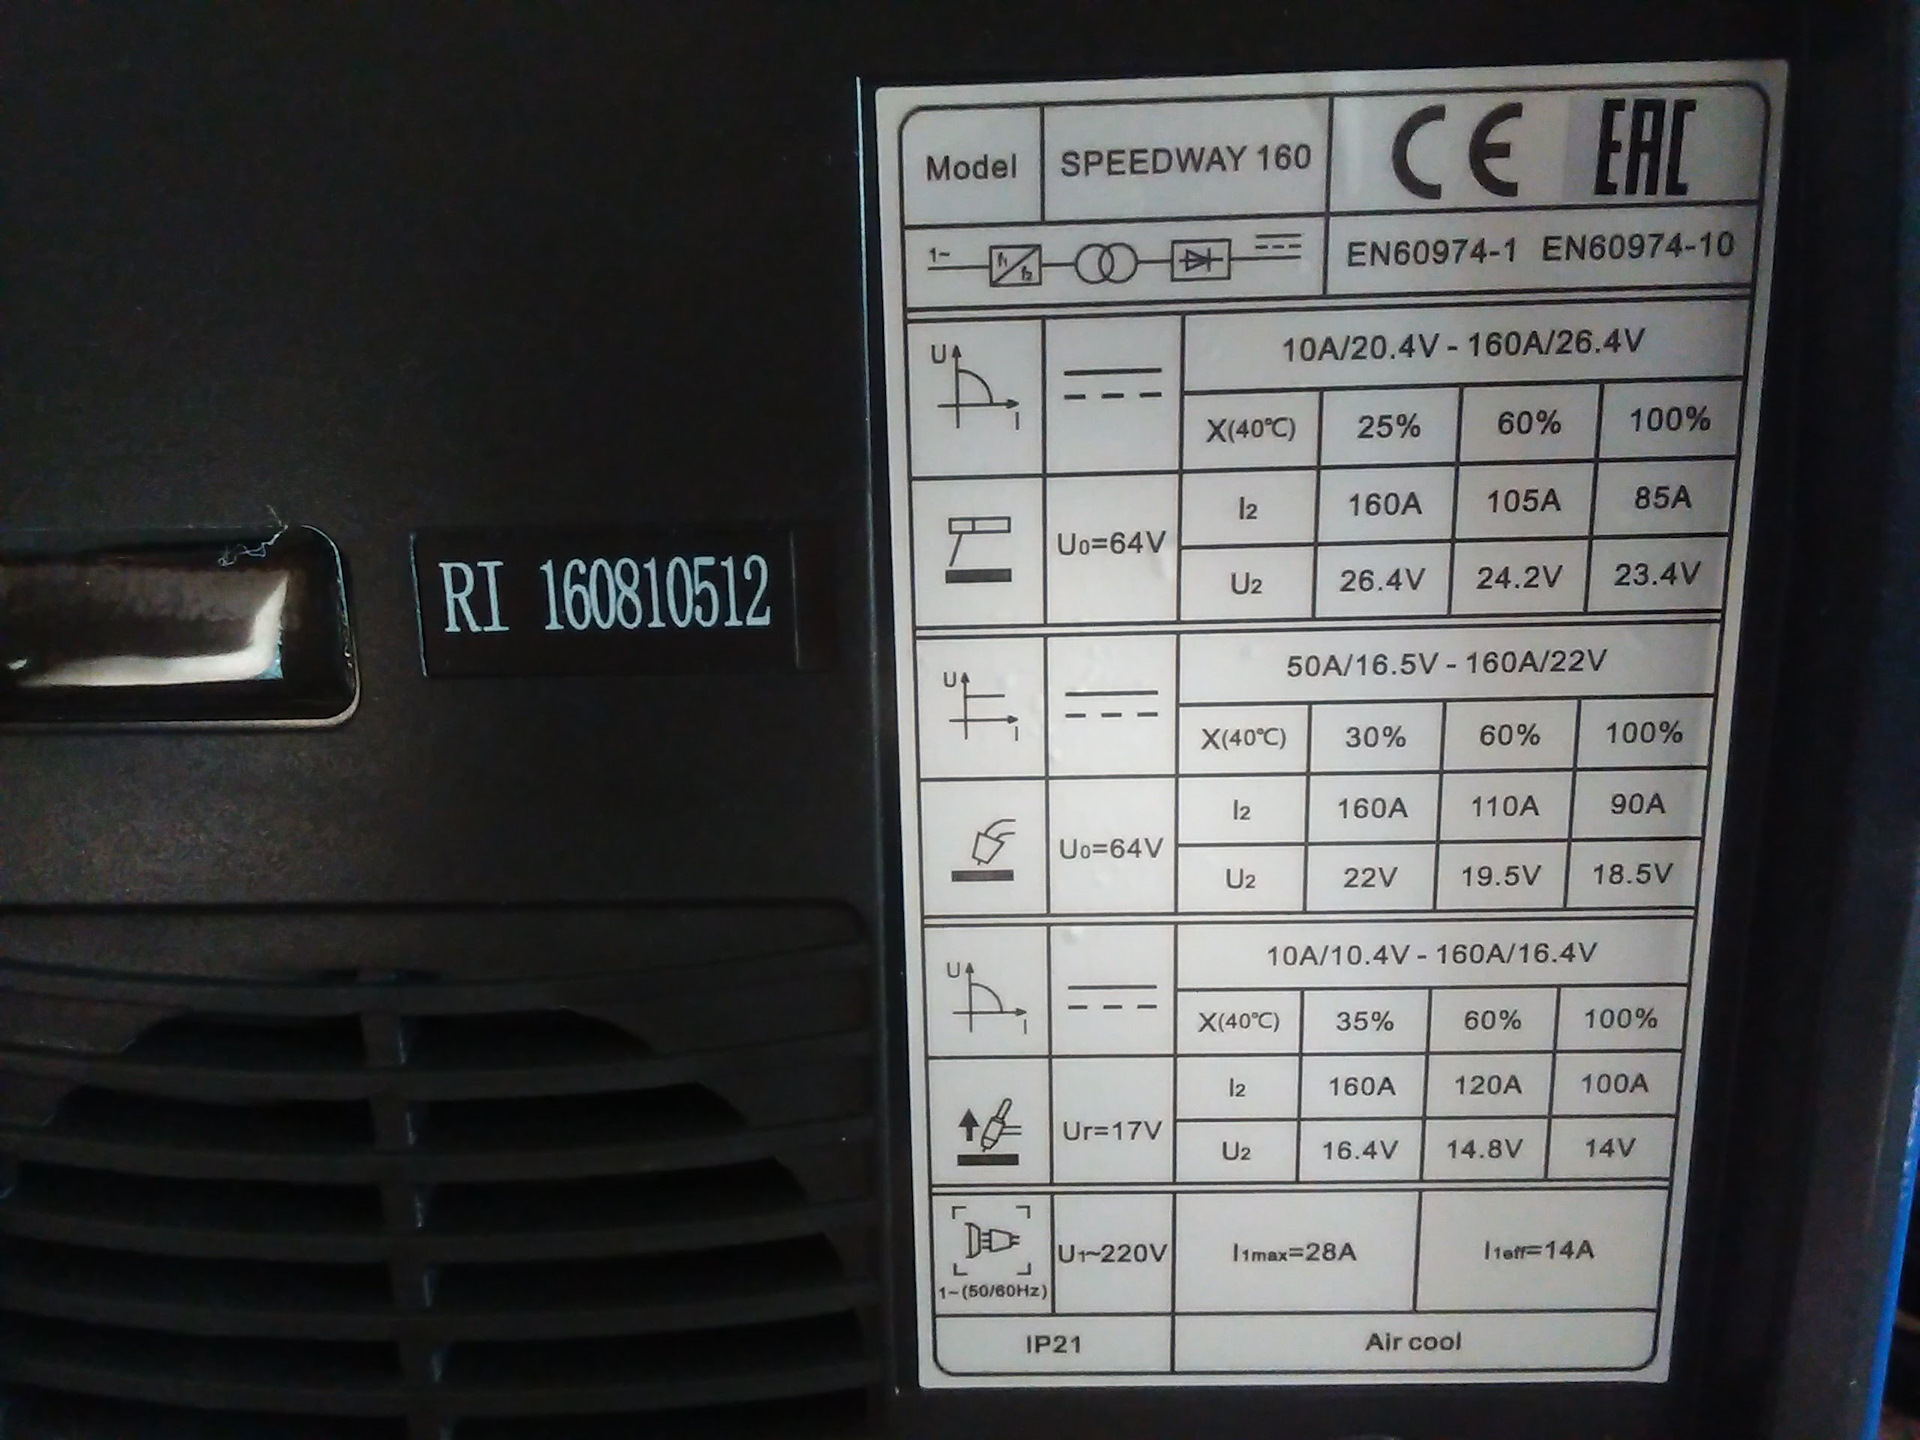 RI 160810512
Model SPEEDWAY 160 CE EAC
1~ f1 f2 EN60974-1 EN60974-10
U I 10A/20.4V - 160A/26.4V
X(40℃) 25% 60% 100%
U0=64V I2 160A 105A 85A
U2 26.4V 24.2V 23.4V
U I 50A/16.5V - 160A/22V
X(40℃) 30% 60% 100%
U0=64V I2 160A 110A 90A
U2 22V 19.5V 18.5V
U I 10A/10.4V - 160A/16.4V
X(40℃) 35% 60% 100%
Ur=17V I2 160A 120A 100A
U2 16.4V 14.8V 14V
1~(50/60Hz) U1~220V I1max=28A I1eff=14A
IP21 Air cool